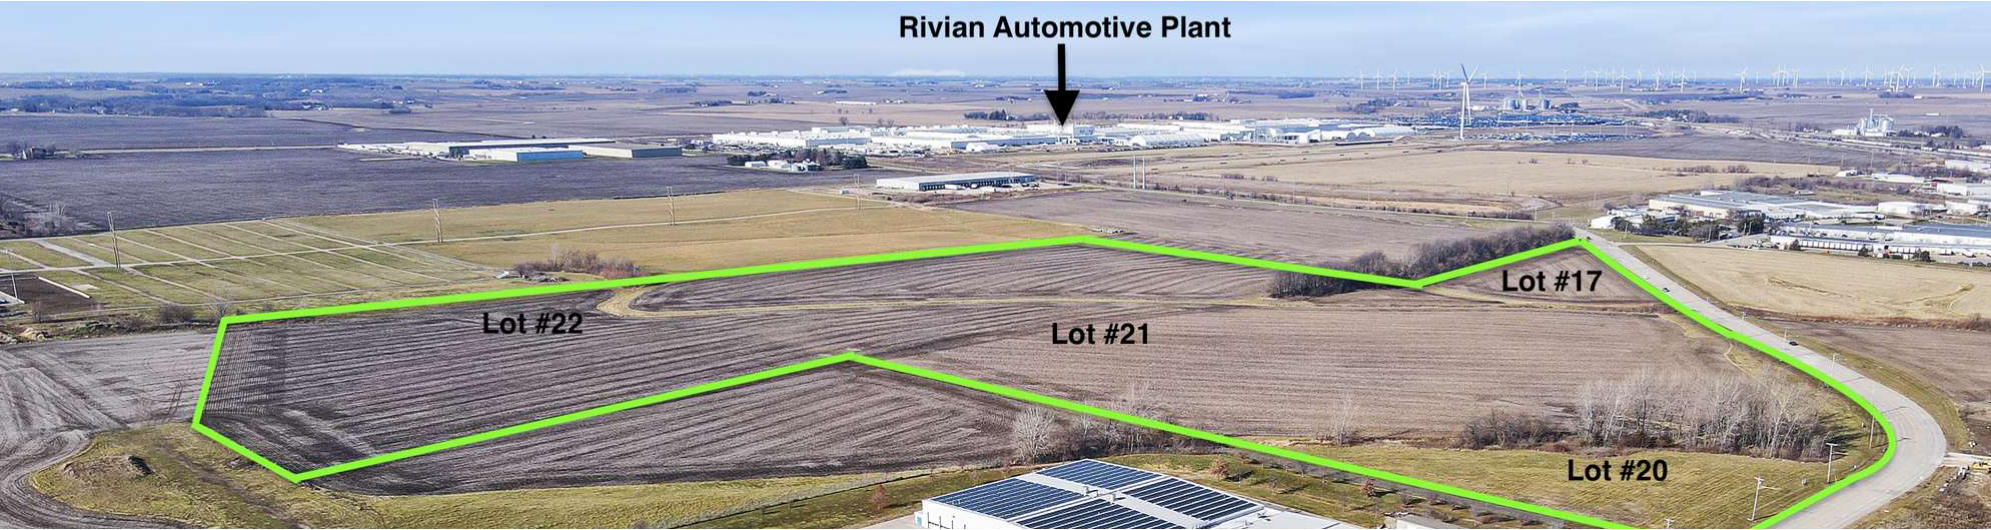 Rivian Automotive Plant
Lot #17
Lot #22
Lot #21
Lot #20